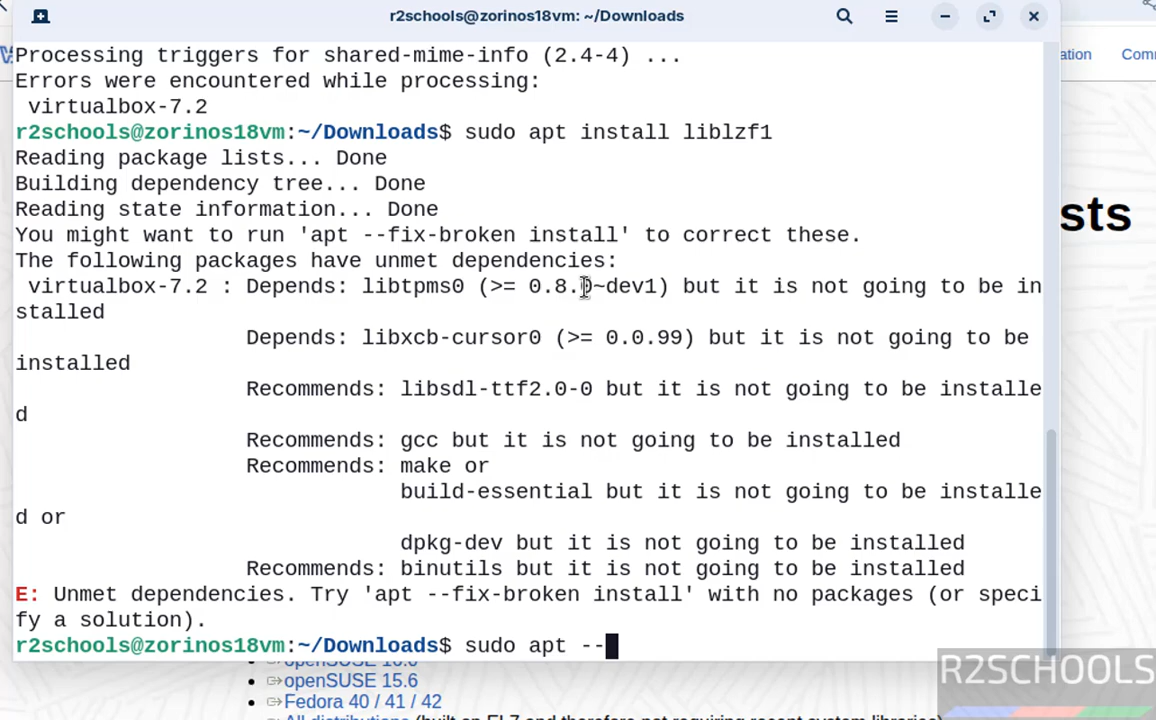 r2schools@zorinos18vm: ~/Downloads
Processing triggers for shared-mime-info (2.4-4) ...
Errors were encountered while processing:
 virtualbox-7.2
r2schools@zorinos18vm:~/Downloads$ sudo apt install liblzf1
Reading package lists... Done
Building dependency tree... Done
Reading state information... Done
You might want to run 'apt --fix-broken install' to correct these.
The following packages have unmet dependencies:
 virtualbox-7.2 : Depends: libtpms0 (>= 0.8.0~dev1) but it is not going to be in
stalled
                  Depends: libxcb-cursor0 (>= 0.0.99) but it is not going to be
installed
                  Recommends: libsdl-ttf2.0-0 but it is not going to be installe
d
                  Recommends: gcc but it is not going to be installed
                  Recommends: make or
                              build-essential but it is not going to be installe
d or
                              dpkg-dev but it is not going to be installed
                  Recommends: binutils but it is not going to be installed
E: Unmet dependencies. Try 'apt --fix-broken install' with no packages (or speci
fy a solution).
r2schools@zorinos18vm:~/Downloads$ sudo apt --
ation
Comm
sts
openSUSE 15.6
Fedora 40 / 41 / 42
R2SCHOOLS